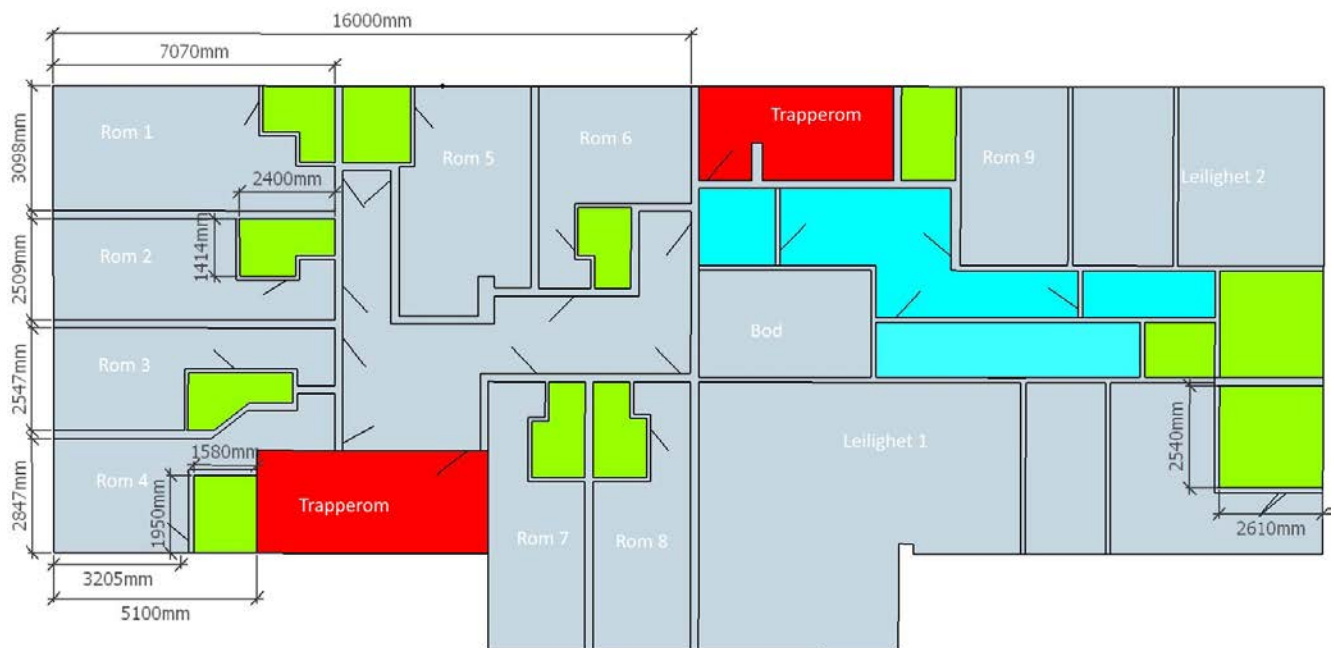 16000mm
7070mm
Trapperom
Rom 1
Rom 5
Rom 6
Rom 9
3098mm
Leilighet 2
2400mm
1414mm
Rom 2
2509mm
Bod
Rom 3
2547mm
Leilighet 1
1580mm
2540mm
Rom 4
1950mm
2847mm
Trapperom
Rom 7
Rom 8
2610mm
3205mm
5100mm